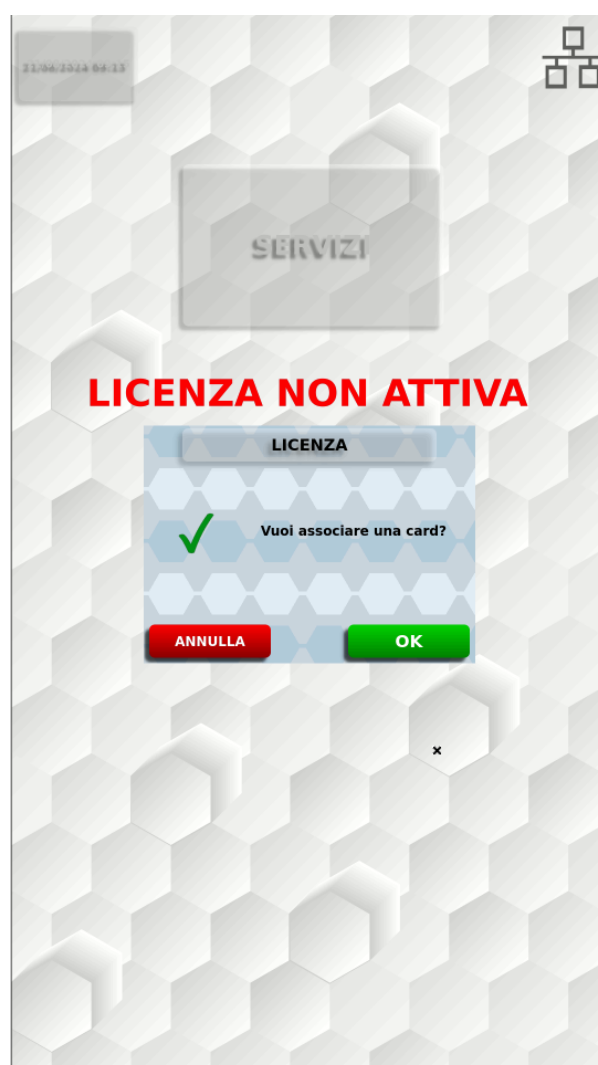 SERVIZI
LICENZA NON ATTIVA
LICENZA
Vuoi associare una card?
ANNULLA
OK